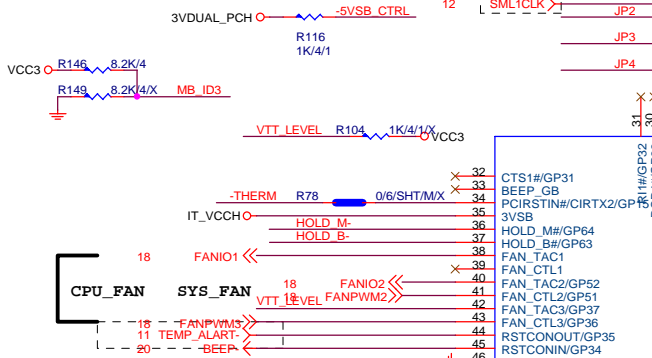 12 SML1CLK
3VDUAL_PCH -5VSB_CTRL JP2
R116
1K/4/1
JP3
R146 8.2K/4
VCC3
JP4
R149 8.2K/4/X MB_ID3
31
30
VTT_LEVEL R104 1K/4/1/X VCC3
RI1#/GP32
32 CTS1#/GP31
33 BEEP_GB
-THERM R78 0/6/SHT/M/X 34 PCIRSTIN#/CIRTX2/GP15
IT_VCCH 35 3VSB
HOLD_M- 36 HOLD_M#/GP64
HOLD_B- 37 HOLD_B#/GP63
18 FANIO1 38 FAN_TAC1
39 FAN_CTL1
18 FANIO2 40 FAN_TAC2/GP52
CPU_FAN SYS_FAN 18 FANPWM2 41 FAN_CTL2/GP51
VTT_LEVEL 42 FAN_TAC3/GP37
18 FANPWM3 43 FAN_CTL3/GP36
11 TEMP_ALART- 44 RSTCONOUT/GP35
20 BEEP- 45 RSTCONIN/GP34
46